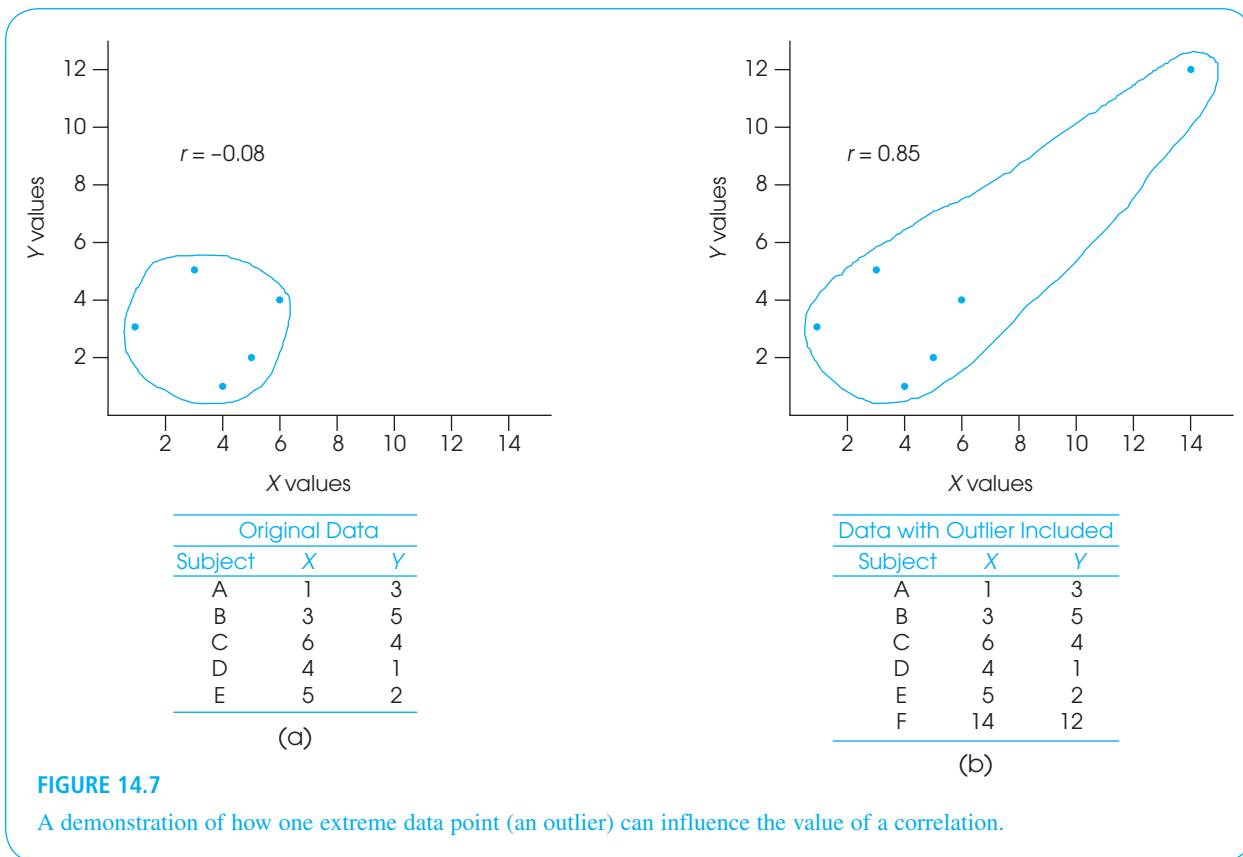 12
10
8
6
4
2
Y values
r = −0.08
2 4 6 8 10 12 14
X values
Original Data
Subject X Y
A 1 3
B 3 5
C 6 4
D 4 1
E 5 2
(a)
12
10
8
6
4
2
Y values
r = 0.85
2 4 6 8 10 12 14
X values
Data with Outlier Included
Subject X Y
A 1 3
B 3 5
C 6 4
D 4 1
E 5 2
F 14 12
(b)
FIGURE 14.7
A demonstration of how one extreme data point (an outlier) can influence the value of a correlation.